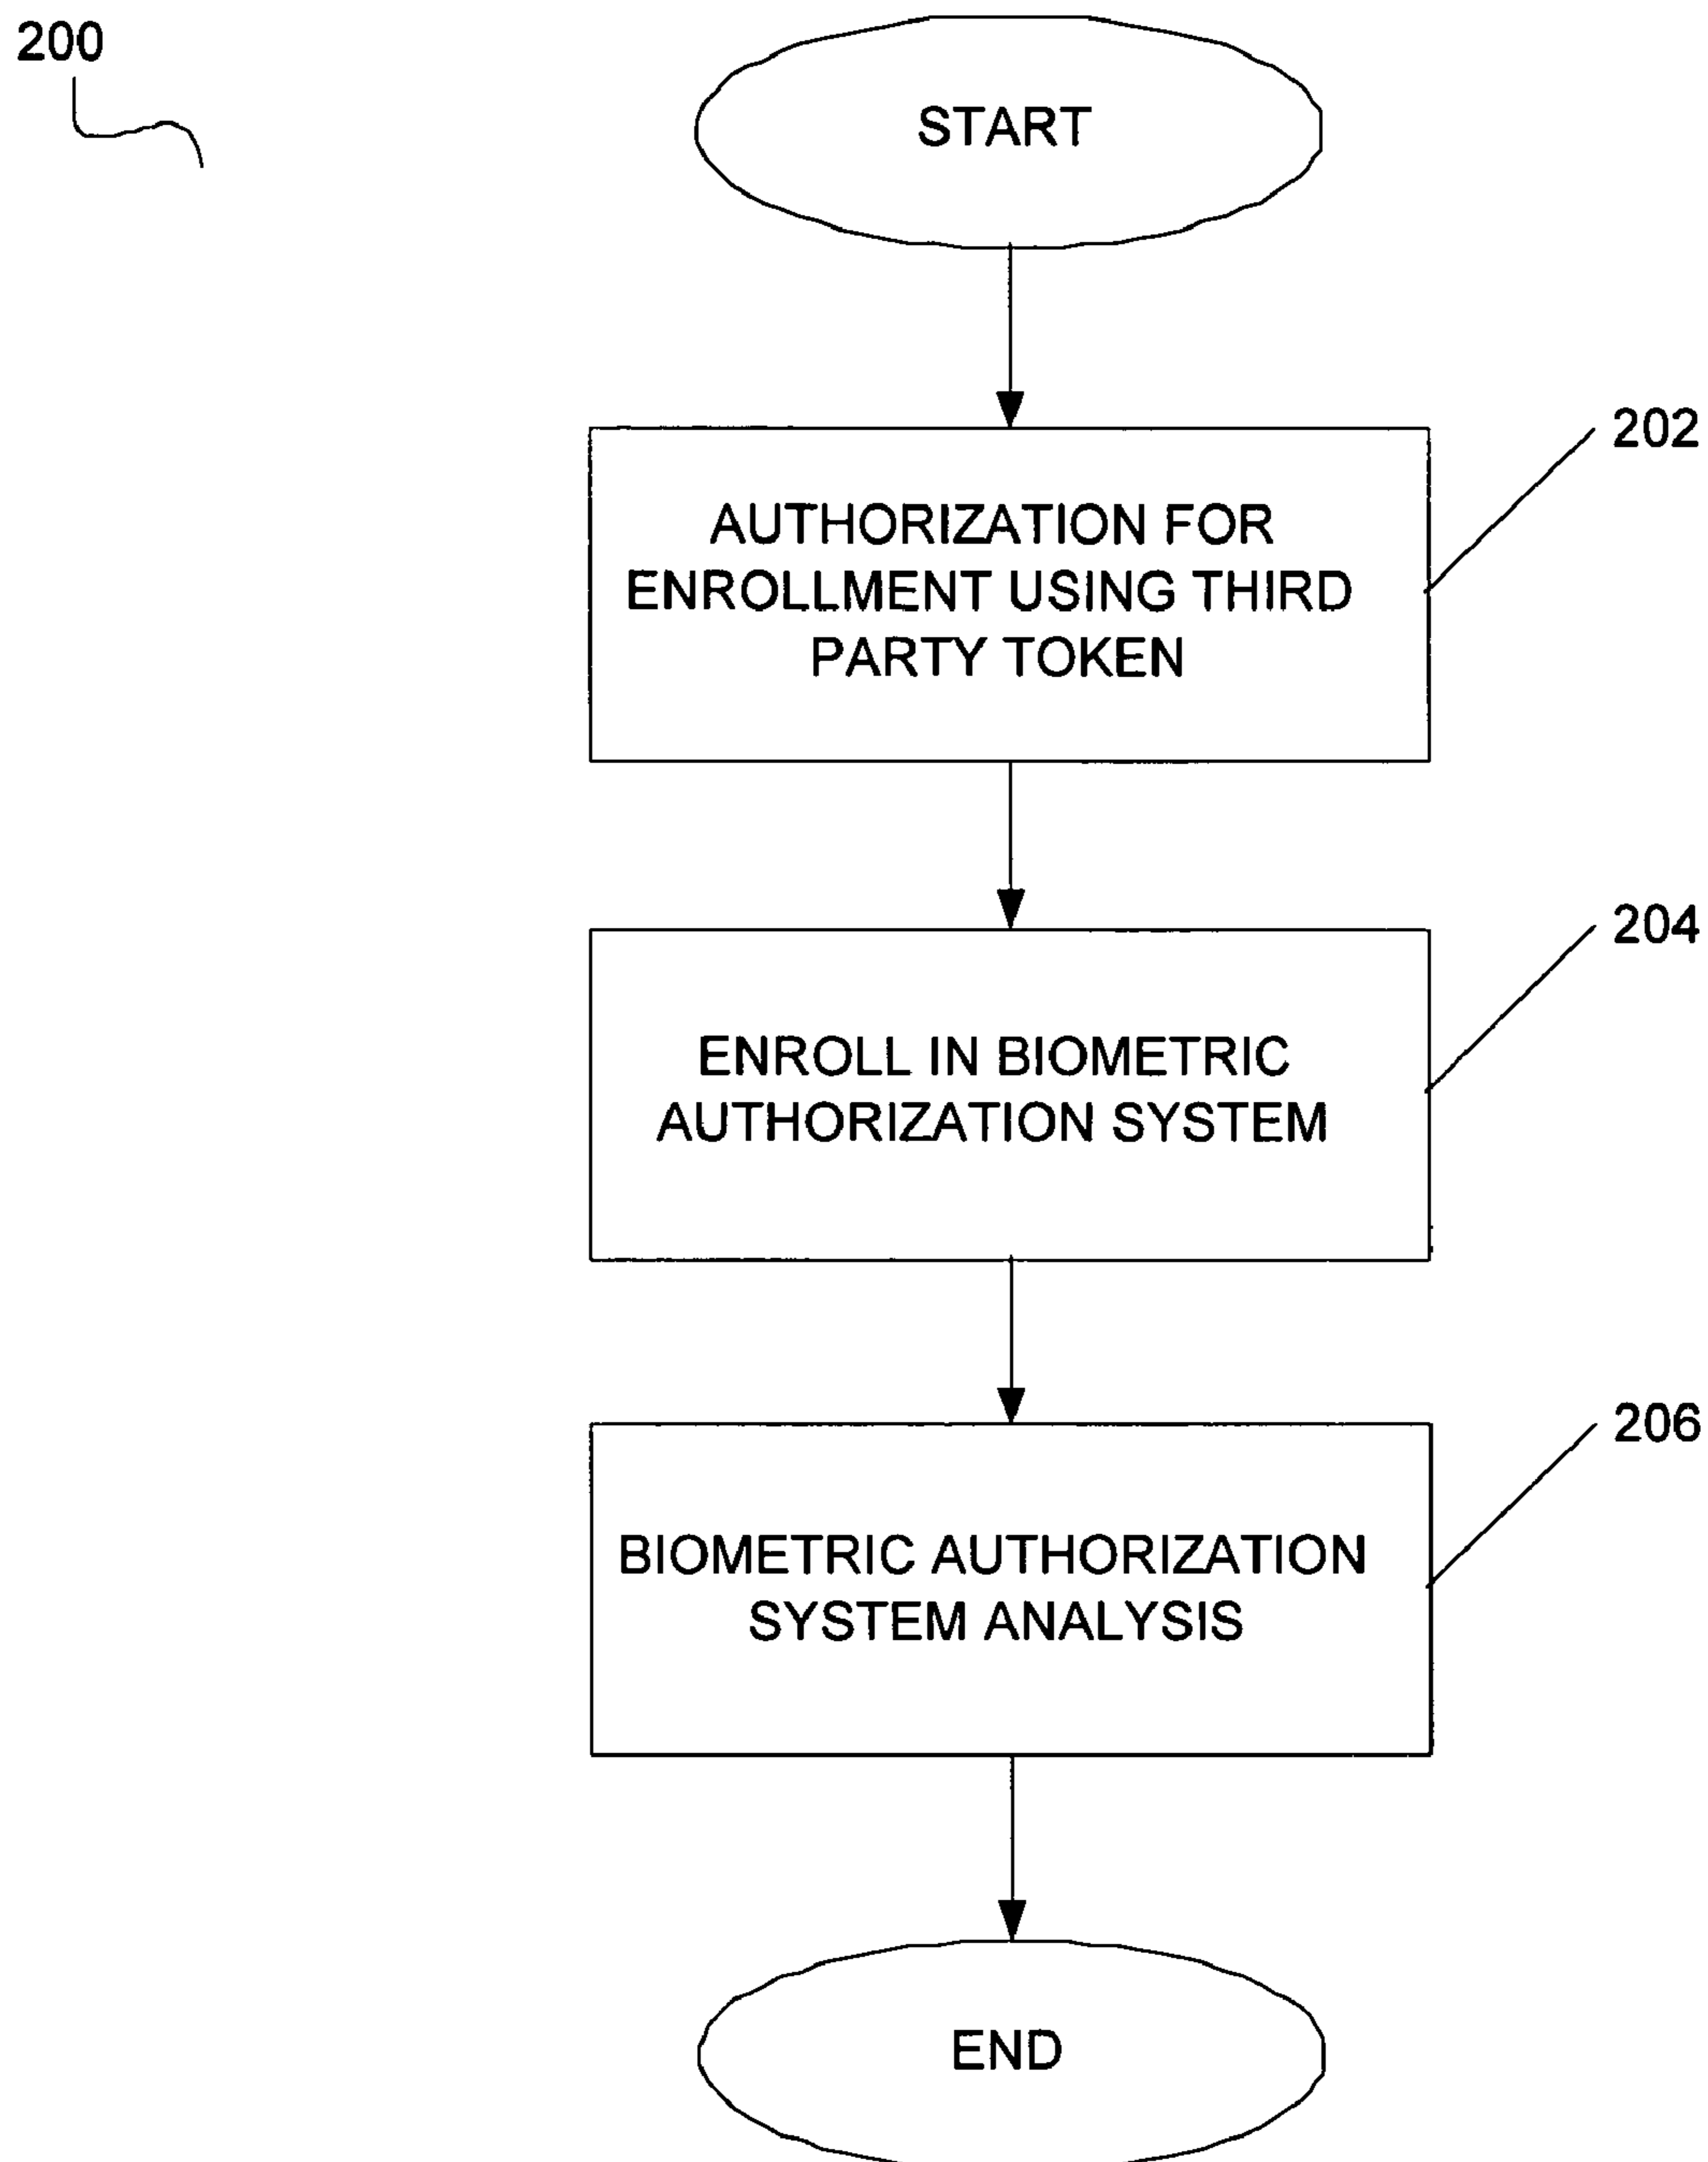 200
START
202
AUTHORIZATION FOR
ENROLLMENT USING THIRD
PARTY TOKEN
204
ENROLL IN BIOMETRIC
AUTHORIZATION SYSTEM
206
BIOMETRIC AUTHORIZATION
SYSTEM ANALYSIS
END